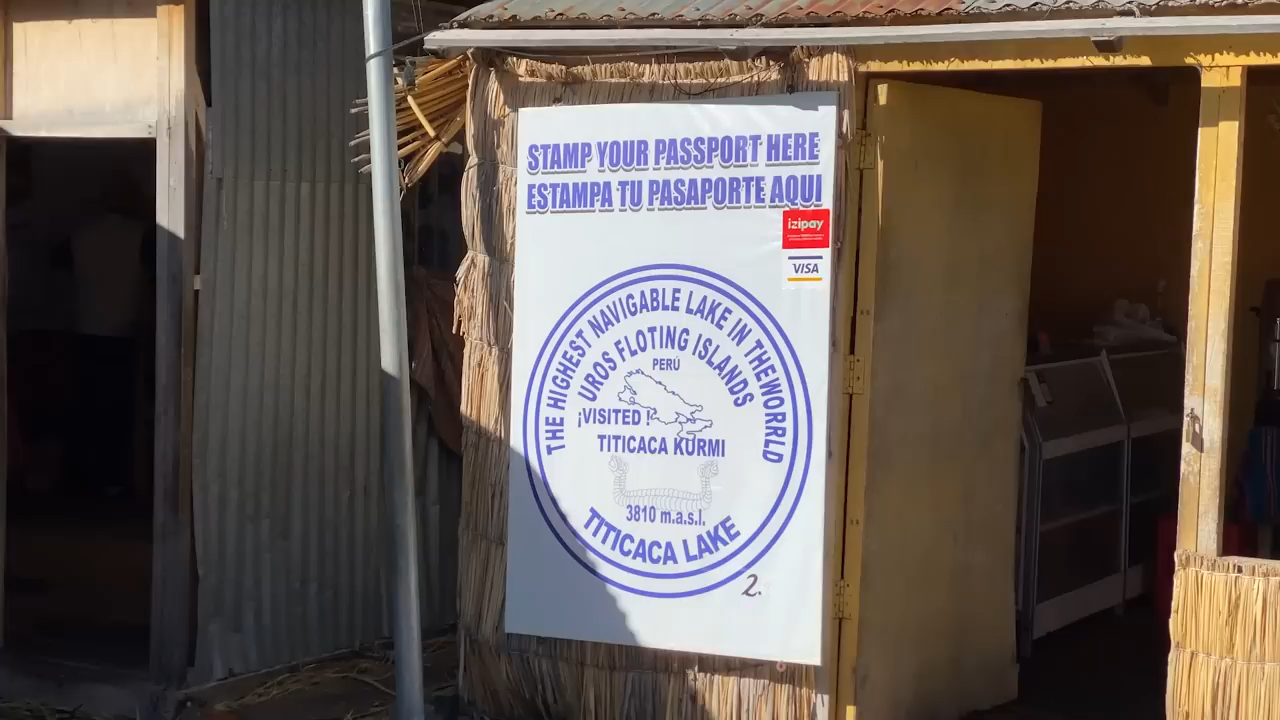 STAMP YOUR PASSPORT HERE
ESTAMPA TU PASAPORTE AQUI
izipay
VISA
THE HIGHEST NAVIGABLE LAKE IN THEWORRLD
UROS FLOTING ISLANDS
PERÚ
¡VISITED !
TITICACA KURMI
3810 m.a.s.l.
TITICACA LAKE
2.